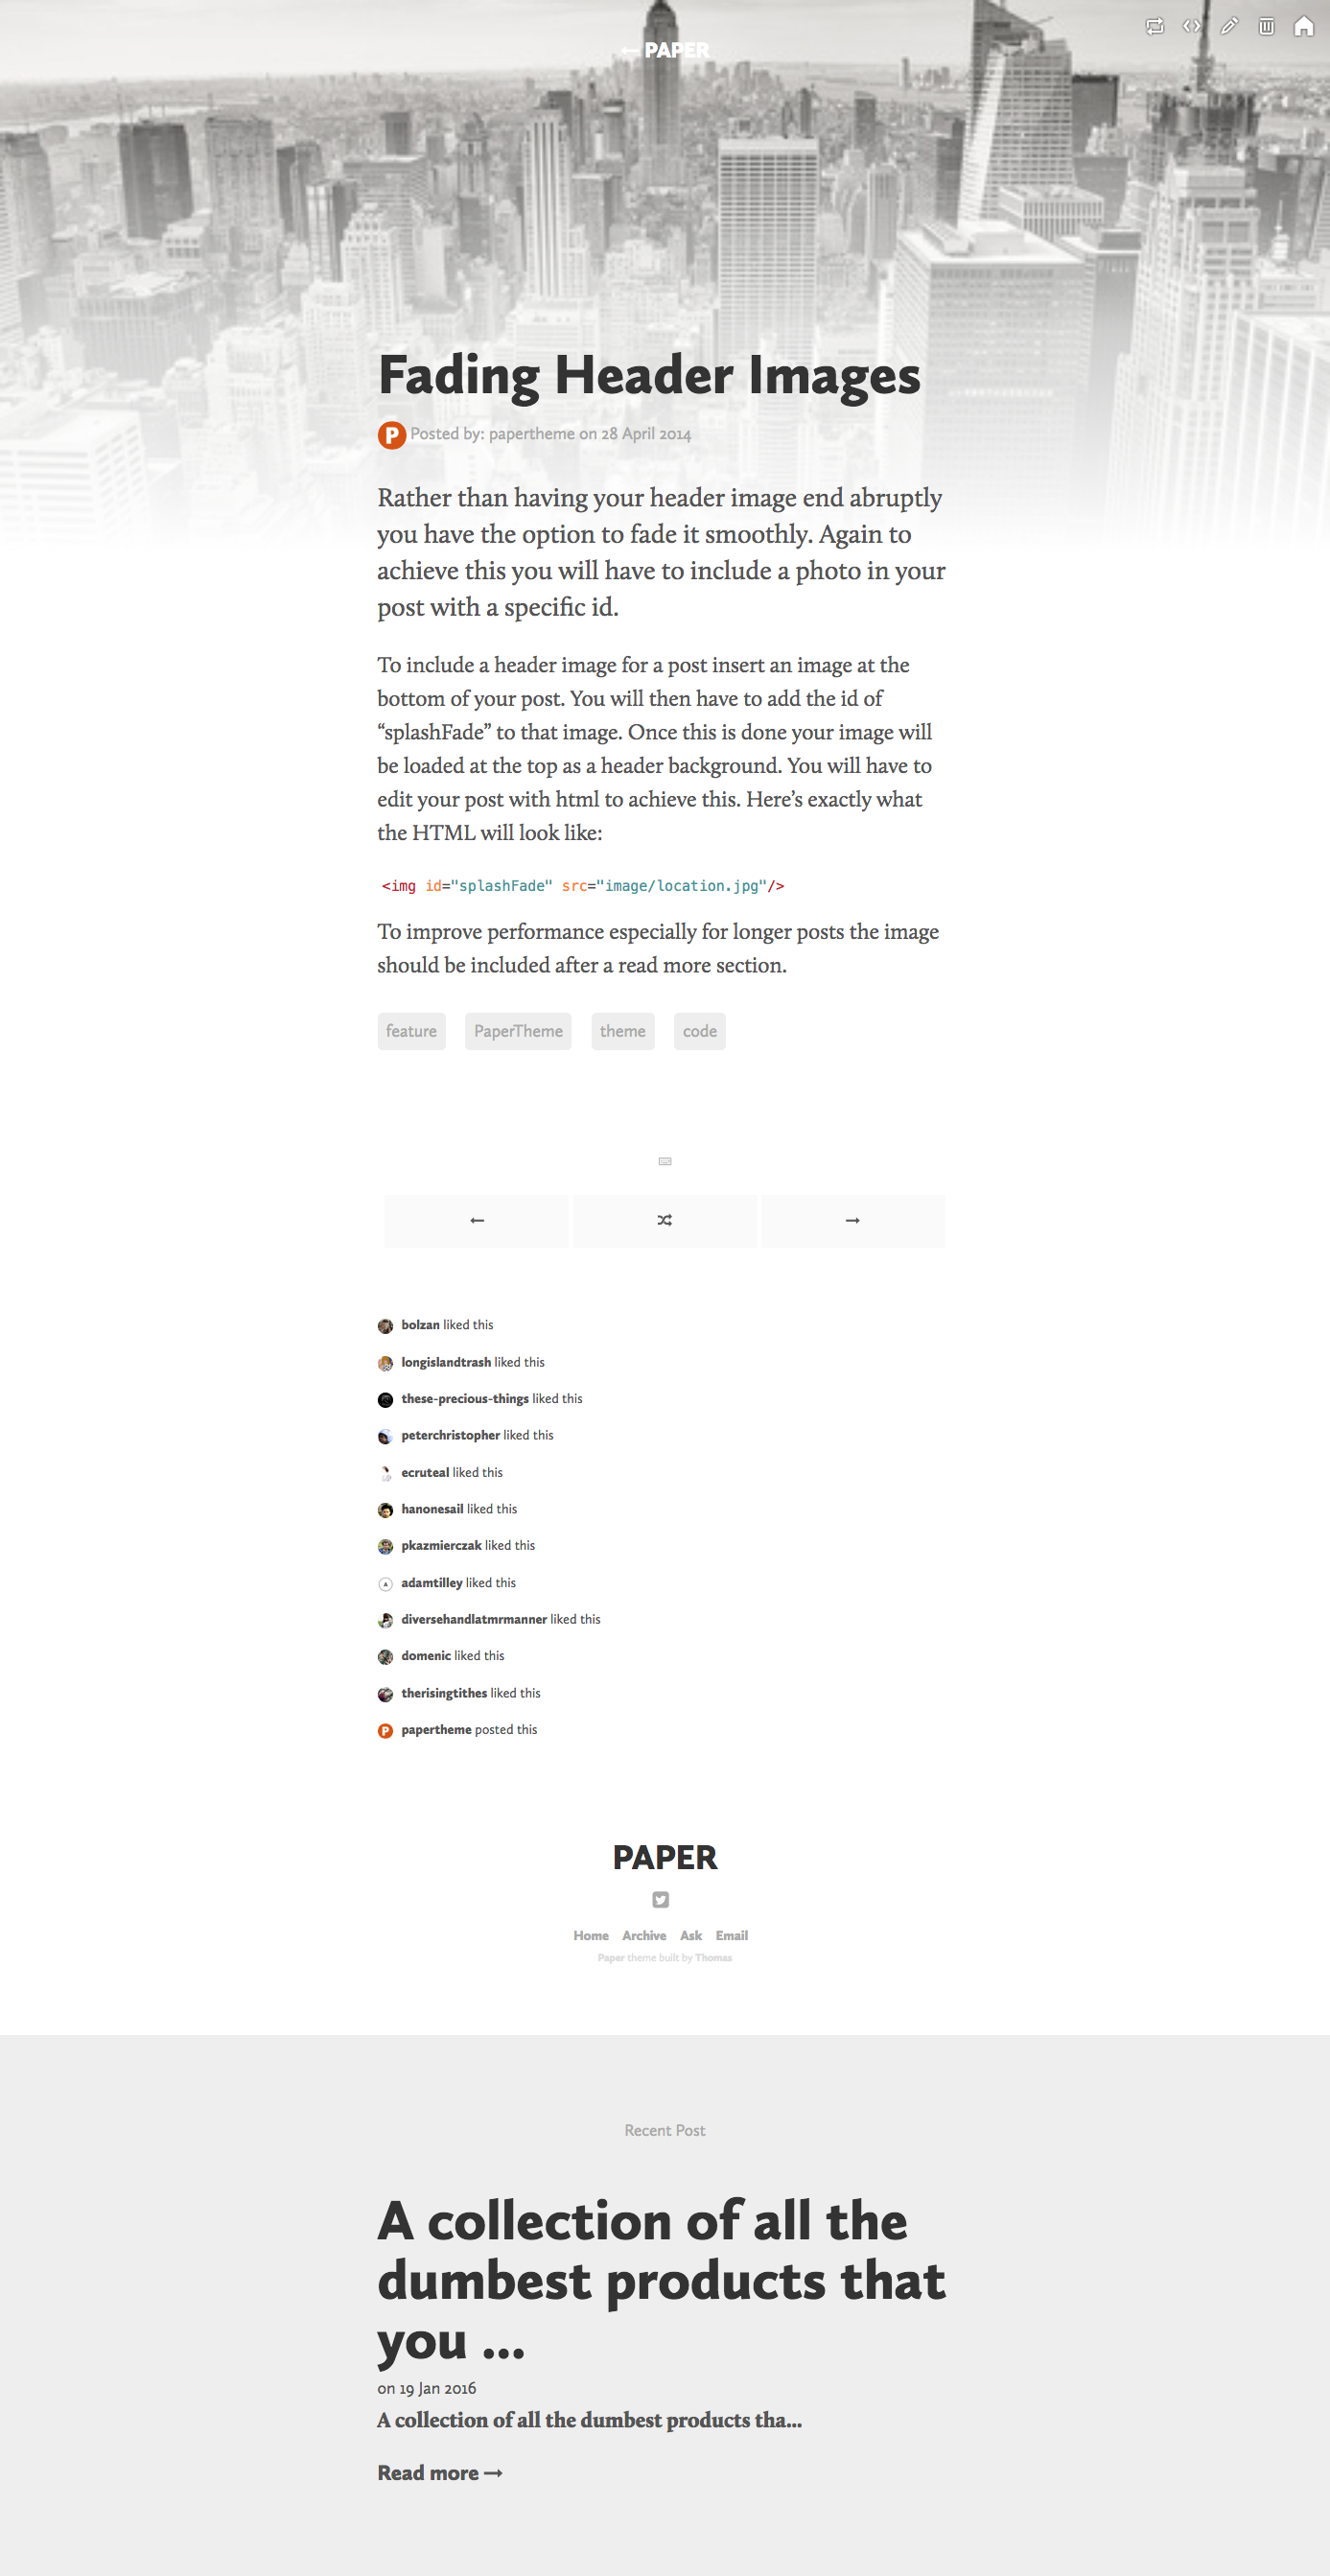 ← PAPER
Fading Header Images
P Posted by: papertheme on 28 April 2014
Rather than having your header image end abruptly
you have the option to fade it smoothly. Again to
achieve this you will have to include a photo in your
post with a specific id.
To include a header image for a post insert an image at the
bottom of your post. You will then have to add the id of
“splashFade” to that image. Once this is done your image will
be loaded at the top as a header background. You will have to
edit your post with html to achieve this. Here’s exactly what
the HTML will look like:
<img id="splashFade" src="image/location.jpg"/>
To improve performance especially for longer posts the image
should be included after a read more section.
feature PaperTheme theme code
← →
bolzan liked this
longislandtrash liked this
these-precious-things liked this
peterchristopher liked this
ecruteal liked this
hanonesail liked this
pkazmierczak liked this
adamtilley liked this
diversehandlatmrmanner liked this
domenic liked this
therisingtithes liked this
P papertheme posted this
PAPER
Home Archive Ask Email
Paper theme built by Thomas
Recent Post
A collection of all the
dumbest products that
you ...
on 19 Jan 2016
A collection of all the dumbest products tha...
Read more →